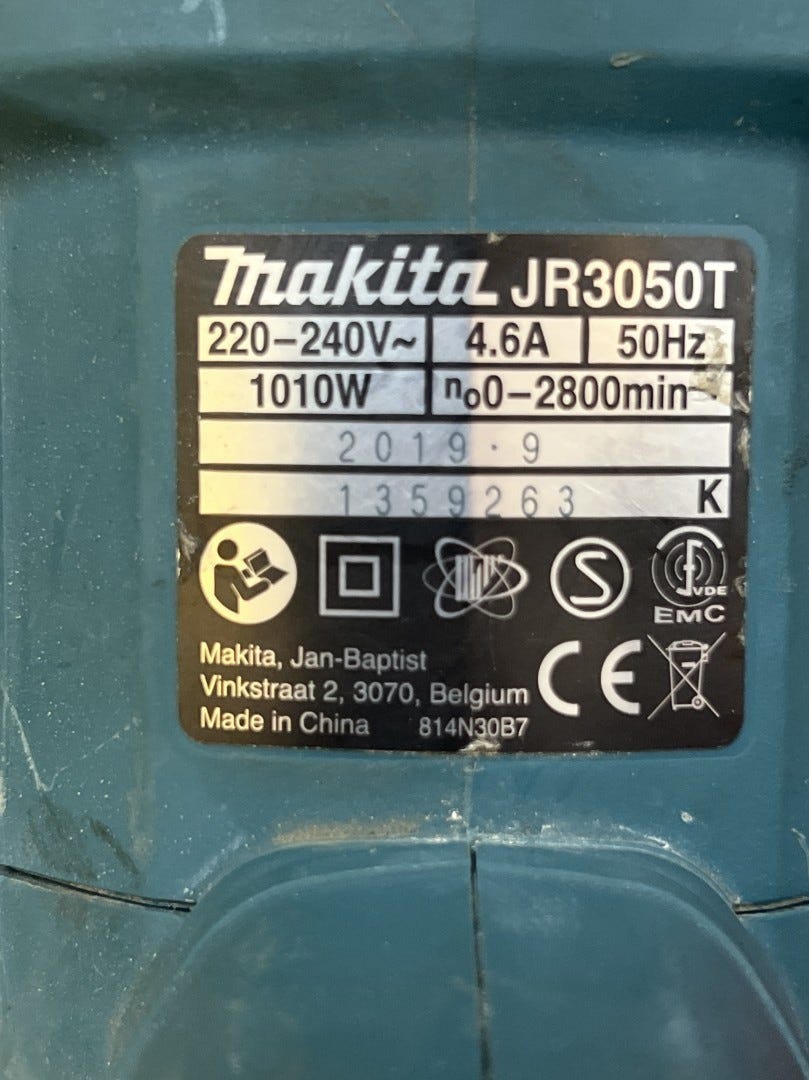 makita JR3050T
220-240V~ 4.6A 50Hz
1010W n₀0-2800min⁻
2019.9
1359263 K
S
VDE
EMC
Makita, Jan-Baptist
Vinkstraat 2, 3070, Belgium
CE
Made in China 814N30B7